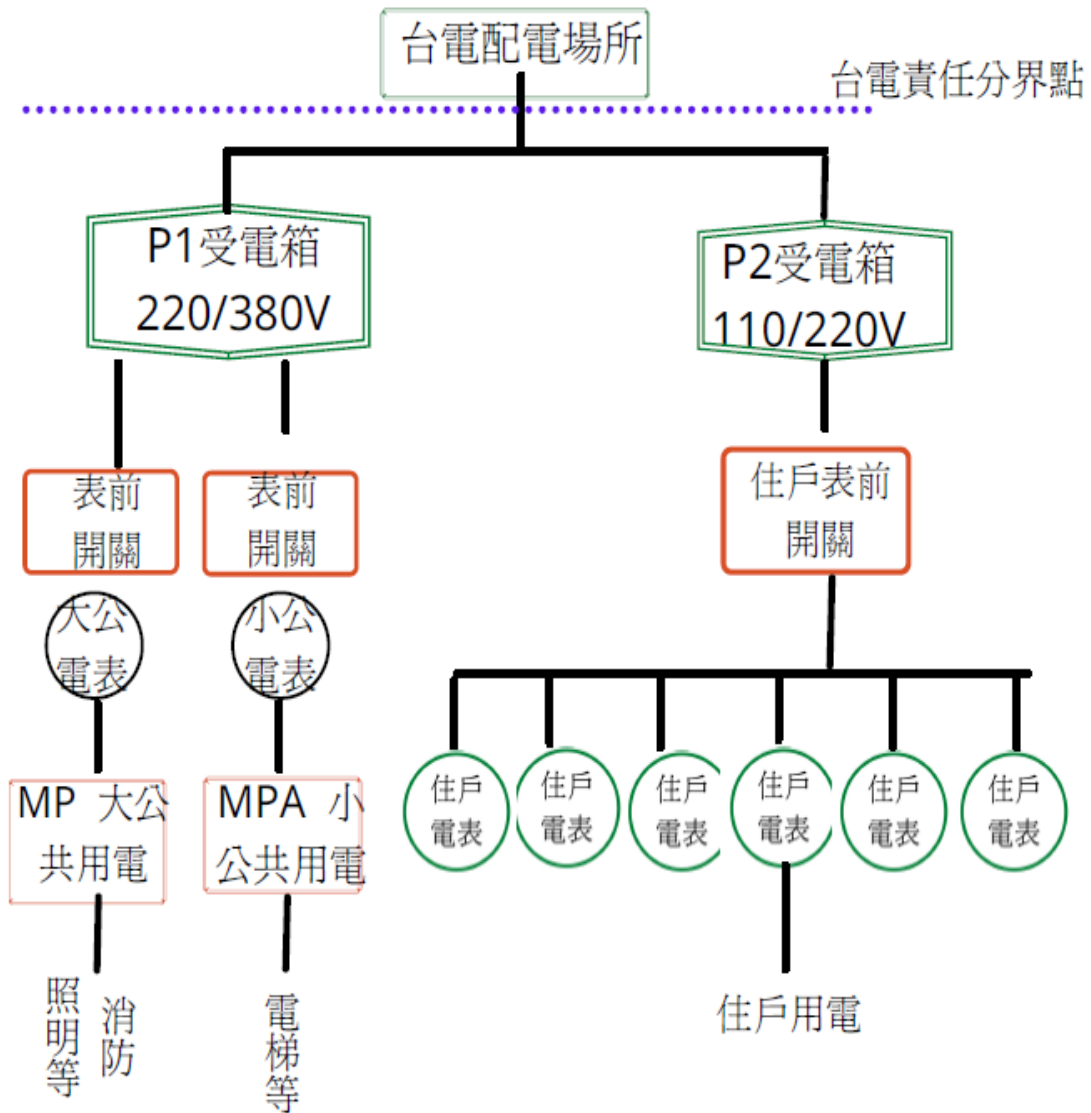 台電配電場所
台電責任分界點
P1受電箱
220/380V
P2受電箱
110/220V
表前
開關
表前
開關
住戶表前
開關
大公
電表
小公
電表
住戶
電表
住戶
電表
住戶
電表
住戶
電表
住戶
電表
住戶
電表
MP 大公
共用電
MPA 小
公共用電
照明等
消防
電梯等
住戶用電